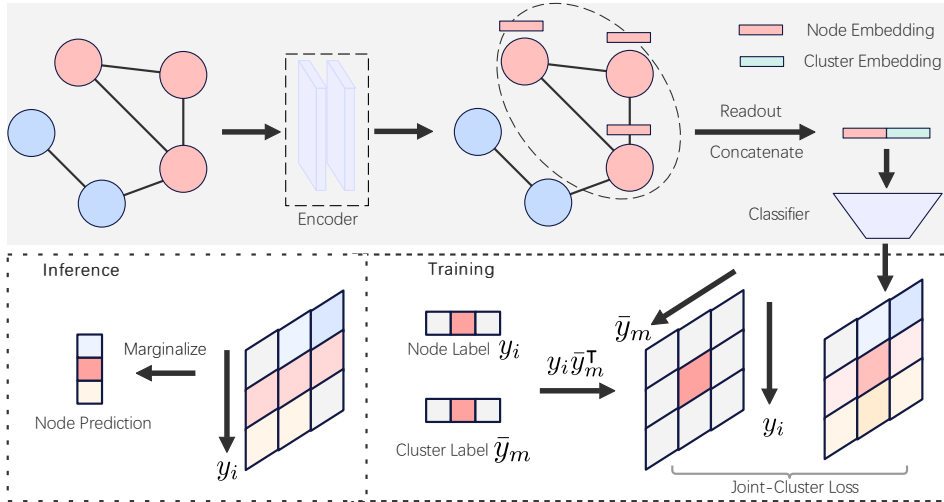 Node Embedding
Cluster Embedding
Readout
Concatenate
Encoder
Classifier
Inference
Marginalize
Node Prediction
y_i
Training
Node Label y_i
y_i ȳ_m^⊤
Cluster Label ȳ_m
ȳ_m
y_i
Joint-Cluster Loss